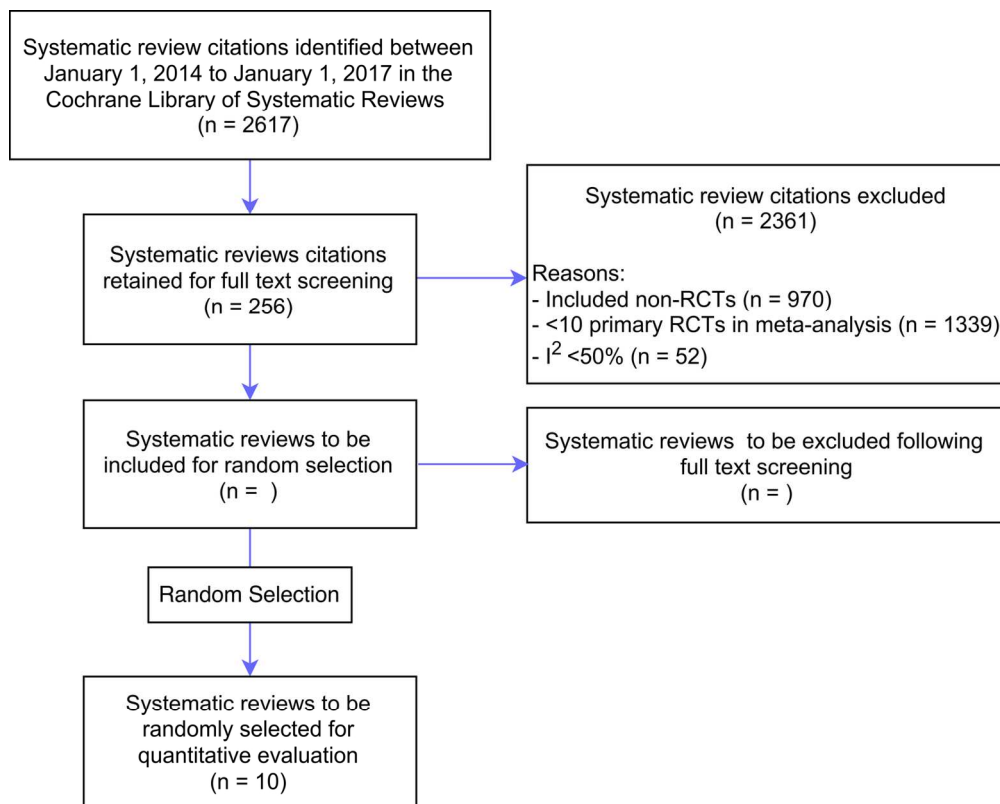 Systematic review citations identified between
January 1, 2014 to January 1, 2017 in the
Cochrane Library of Systematic Reviews
(n = 2617)
Systematic review citations excluded
(n = 2361)
Reasons:
- Included non-RCTs (n = 970)
- <10 primary RCTs in meta-analysis (n = 1339)
- I² <50% (n = 52)
Systematic reviews citations
retained for full text screening
(n = 256)
Systematic reviews to be
included for random selection
(n =  )
Systematic reviews  to be excluded following
full text screening
(n = )
Random Selection
Systematic reviews to be
randomly selected for
quantitative evaluation
(n = 10)